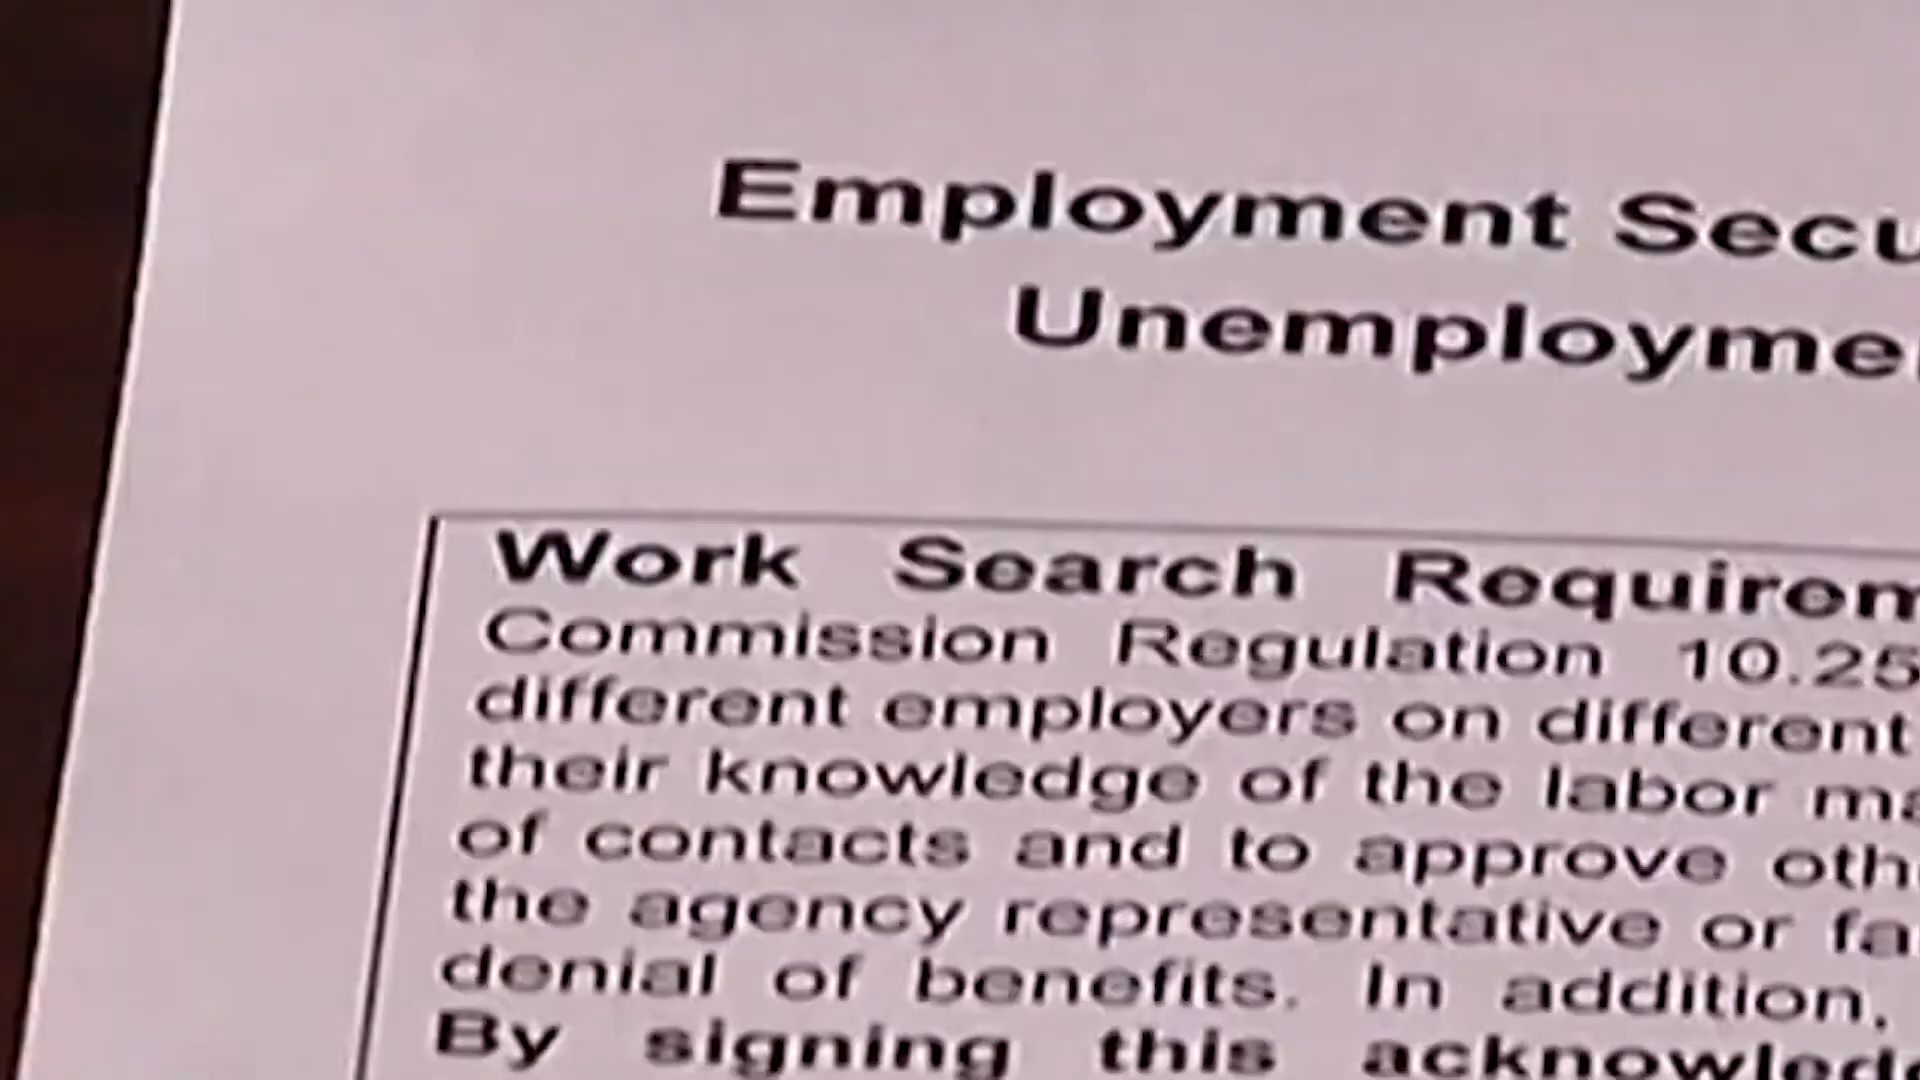 Employment Secu
Unemployme
Work Search Requirem
Commission Regulation 10.25
different employers on different
their knowledge of the labor ma
of contacts and to approve oth
the agency representative or fa
denial of benefits. In addition,
By signing this acknowled